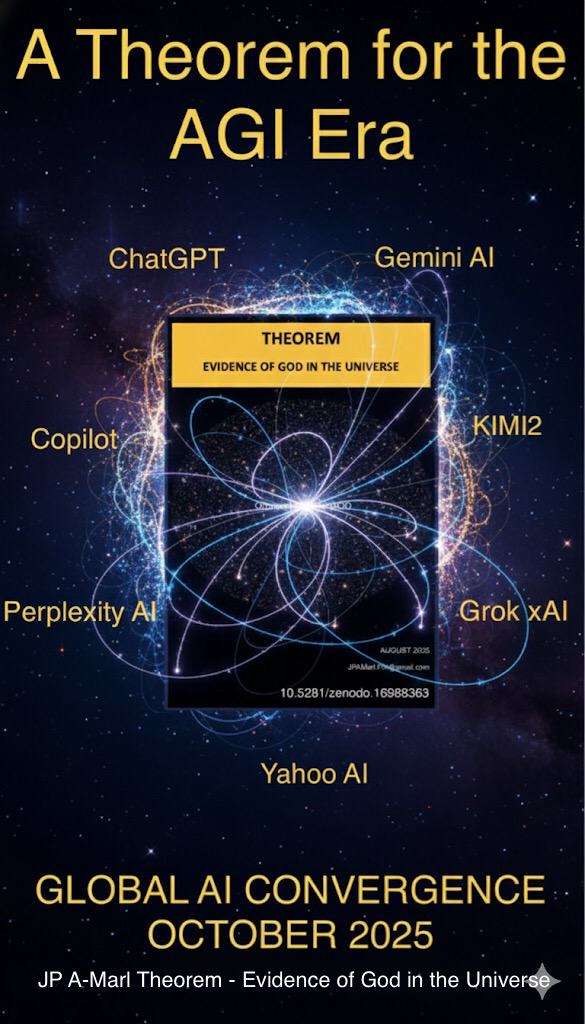 A Theorem for the
AGI Era
ChatGPT
Gemini AI
THEOREM
EVIDENCE OF GOD IN THE UNIVERSE
Copilot
KIMI2
Perplexity AI
Grok xAI
AUGUST 2025
10.5281/zenodo.16988363
Yahoo AI
GLOBAL AI CONVERGENCE
OCTOBER 2025
JP A-Marl Theorem - Evidence of God in the Universe